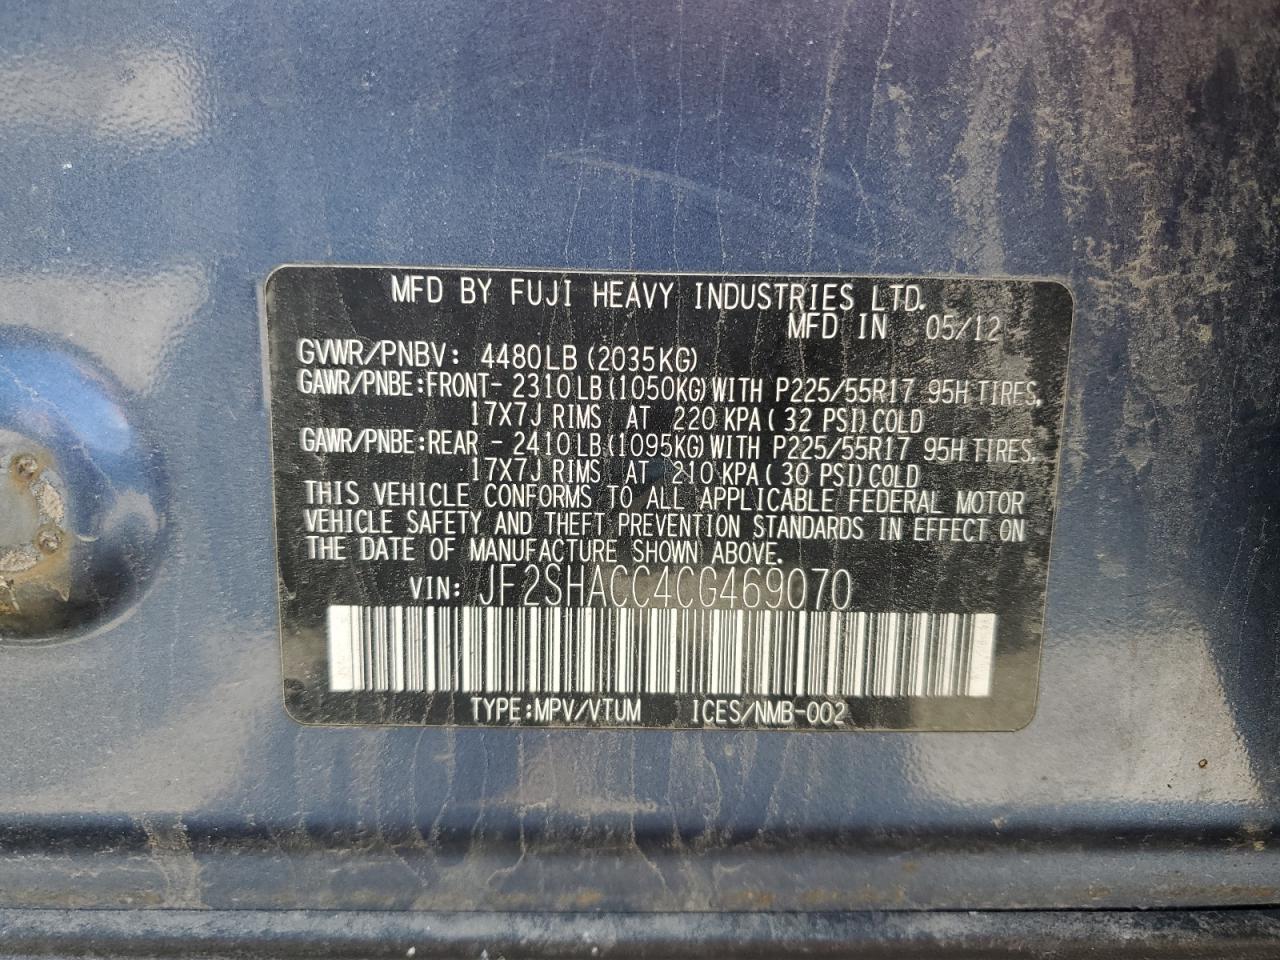 MFD BY FUJI HEAVY INDUSTRIES LTD.
MFD IN 05/12
GVWR/PNBV: 4480LB(2035KG)
GAWR/PNBE:FRONT- 2310LB(1050KG)WITH P225/55R17 95H TIRES,
17X7J RIMS AT 220 KPA( 32 PSI)COLD
GAWR/PNBE:REAR - 2410LB(1095KG)WITH P225/55R17 95H TIRES,
17X7J RIMS AT 210 KPA( 30 PSI)COLD
THIS VEHICLE CONFORMS TO ALL APPLICABLE FEDERAL MOTOR
VEHICLE SAFETY AND THEFT PREVENTION STANDARDS IN EFFECT ON
THE DATE OF MANUFACTURE SHOWN ABOVE.
VIN: JF2SHACC4CG469070
TYPE:MPV/VTUM ICES/NMB-002